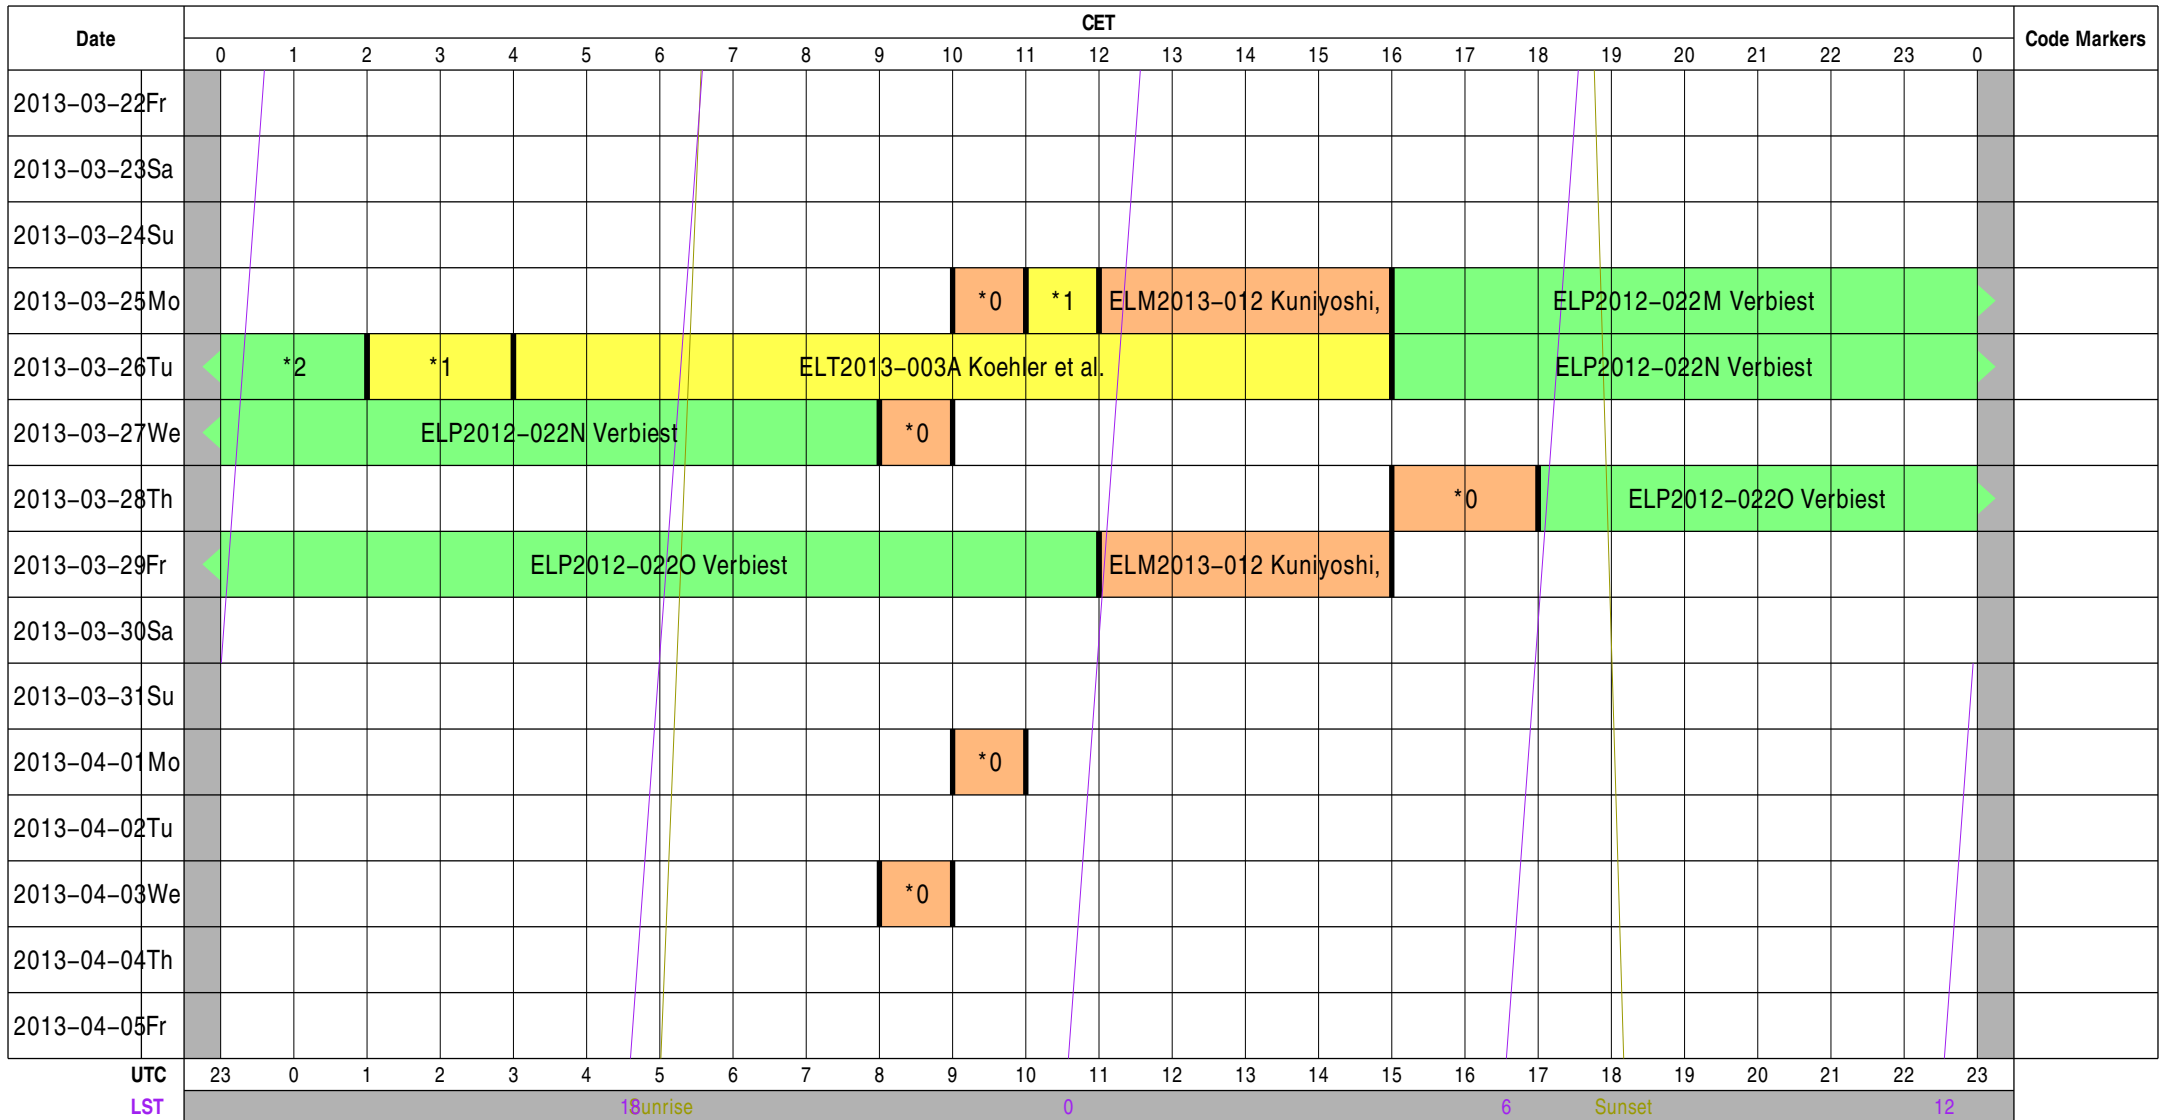 Date CET Code Markers
0 1 2 3 4 5 6 7 8 9 10 11 12 13 14 15 16 17 18 19 20 21 22 23 0
2013-03-22Fr
2013-03-23Sa
2013-03-24Su
2013-03-25Mo *0 *1 ELM2013-012 Kuniyoshi, ELP2012-022M Verbiest
2013-03-26Tu *2 *1 ELT2013-003A Koehler et al. ELP2012-022N Verbiest
2013-03-27We ELP2012-022N Verbiest *0
2013-03-28Th *0 ELP2012-022O Verbiest
2013-03-29Fr ELP2012-022O Verbiest ELM2013-012 Kuniyoshi,
2013-03-30Sa
2013-03-31Su
2013-04-01Mo *0
2013-04-02Tu
2013-04-03We *0
2013-04-04Th
2013-04-05Fr
UTC 23 0 1 2 3 4 5 6 7 8 9 10 11 12 13 14 15 16 17 18 19 20 21 22 23
LST 18 Sunrise 0 6 Sunset 12